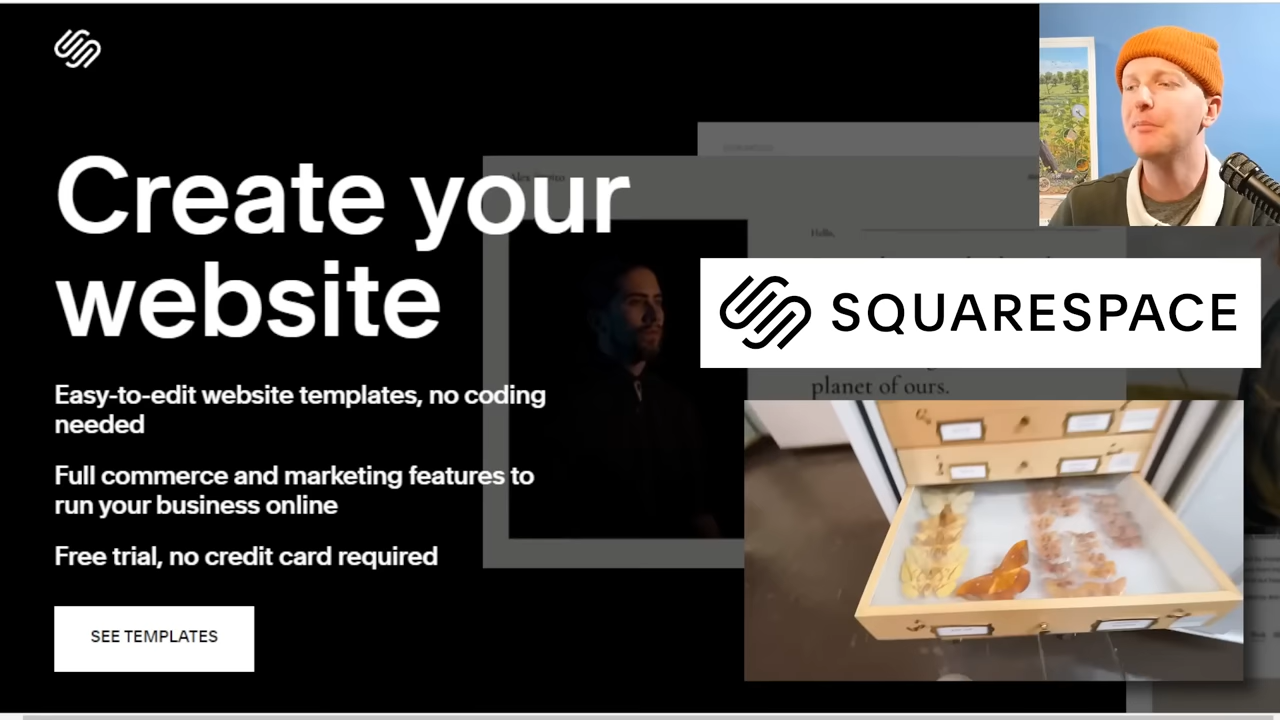 Create your
website
Easy-to-edit website templates, no coding
needed
Full commerce and marketing features to
run your business online
Free trial, no credit card required
SEE TEMPLATES
Hello,
SQUARESPACE
planet of ours.